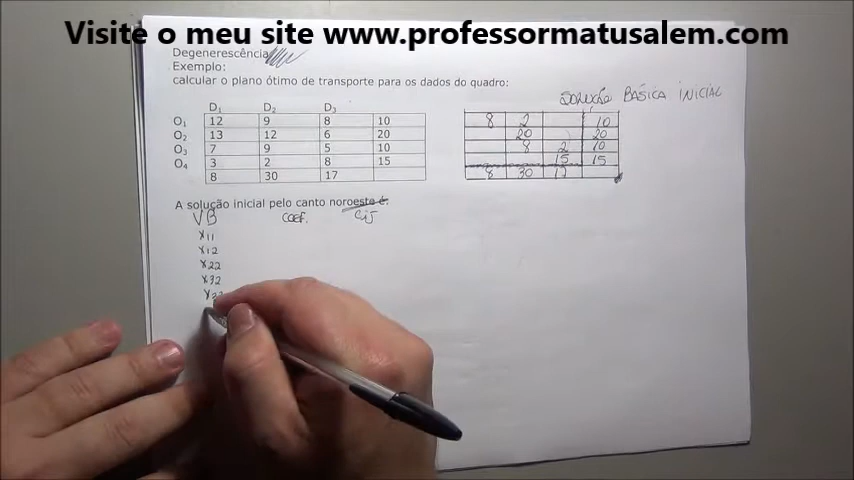 Visite o meu site www.professormatusalem.com
Degenerescência
Exemplo:
calcular o plano ótimo de transporte para os dados do quadro:
SOLUÇÃO BÁSICA INICIAL
D1 D2 D3
O1 12 9 8 10
O2 13 12 6 20
O3 7 9 5 10
O4 3 2 8 15
8 30 17
8 2 10
20 20
8 2 10
15 15
8 30 17
A solução inicial pelo canto noroeste é:
VB COEF. Cij
X11
X12
X22
X32